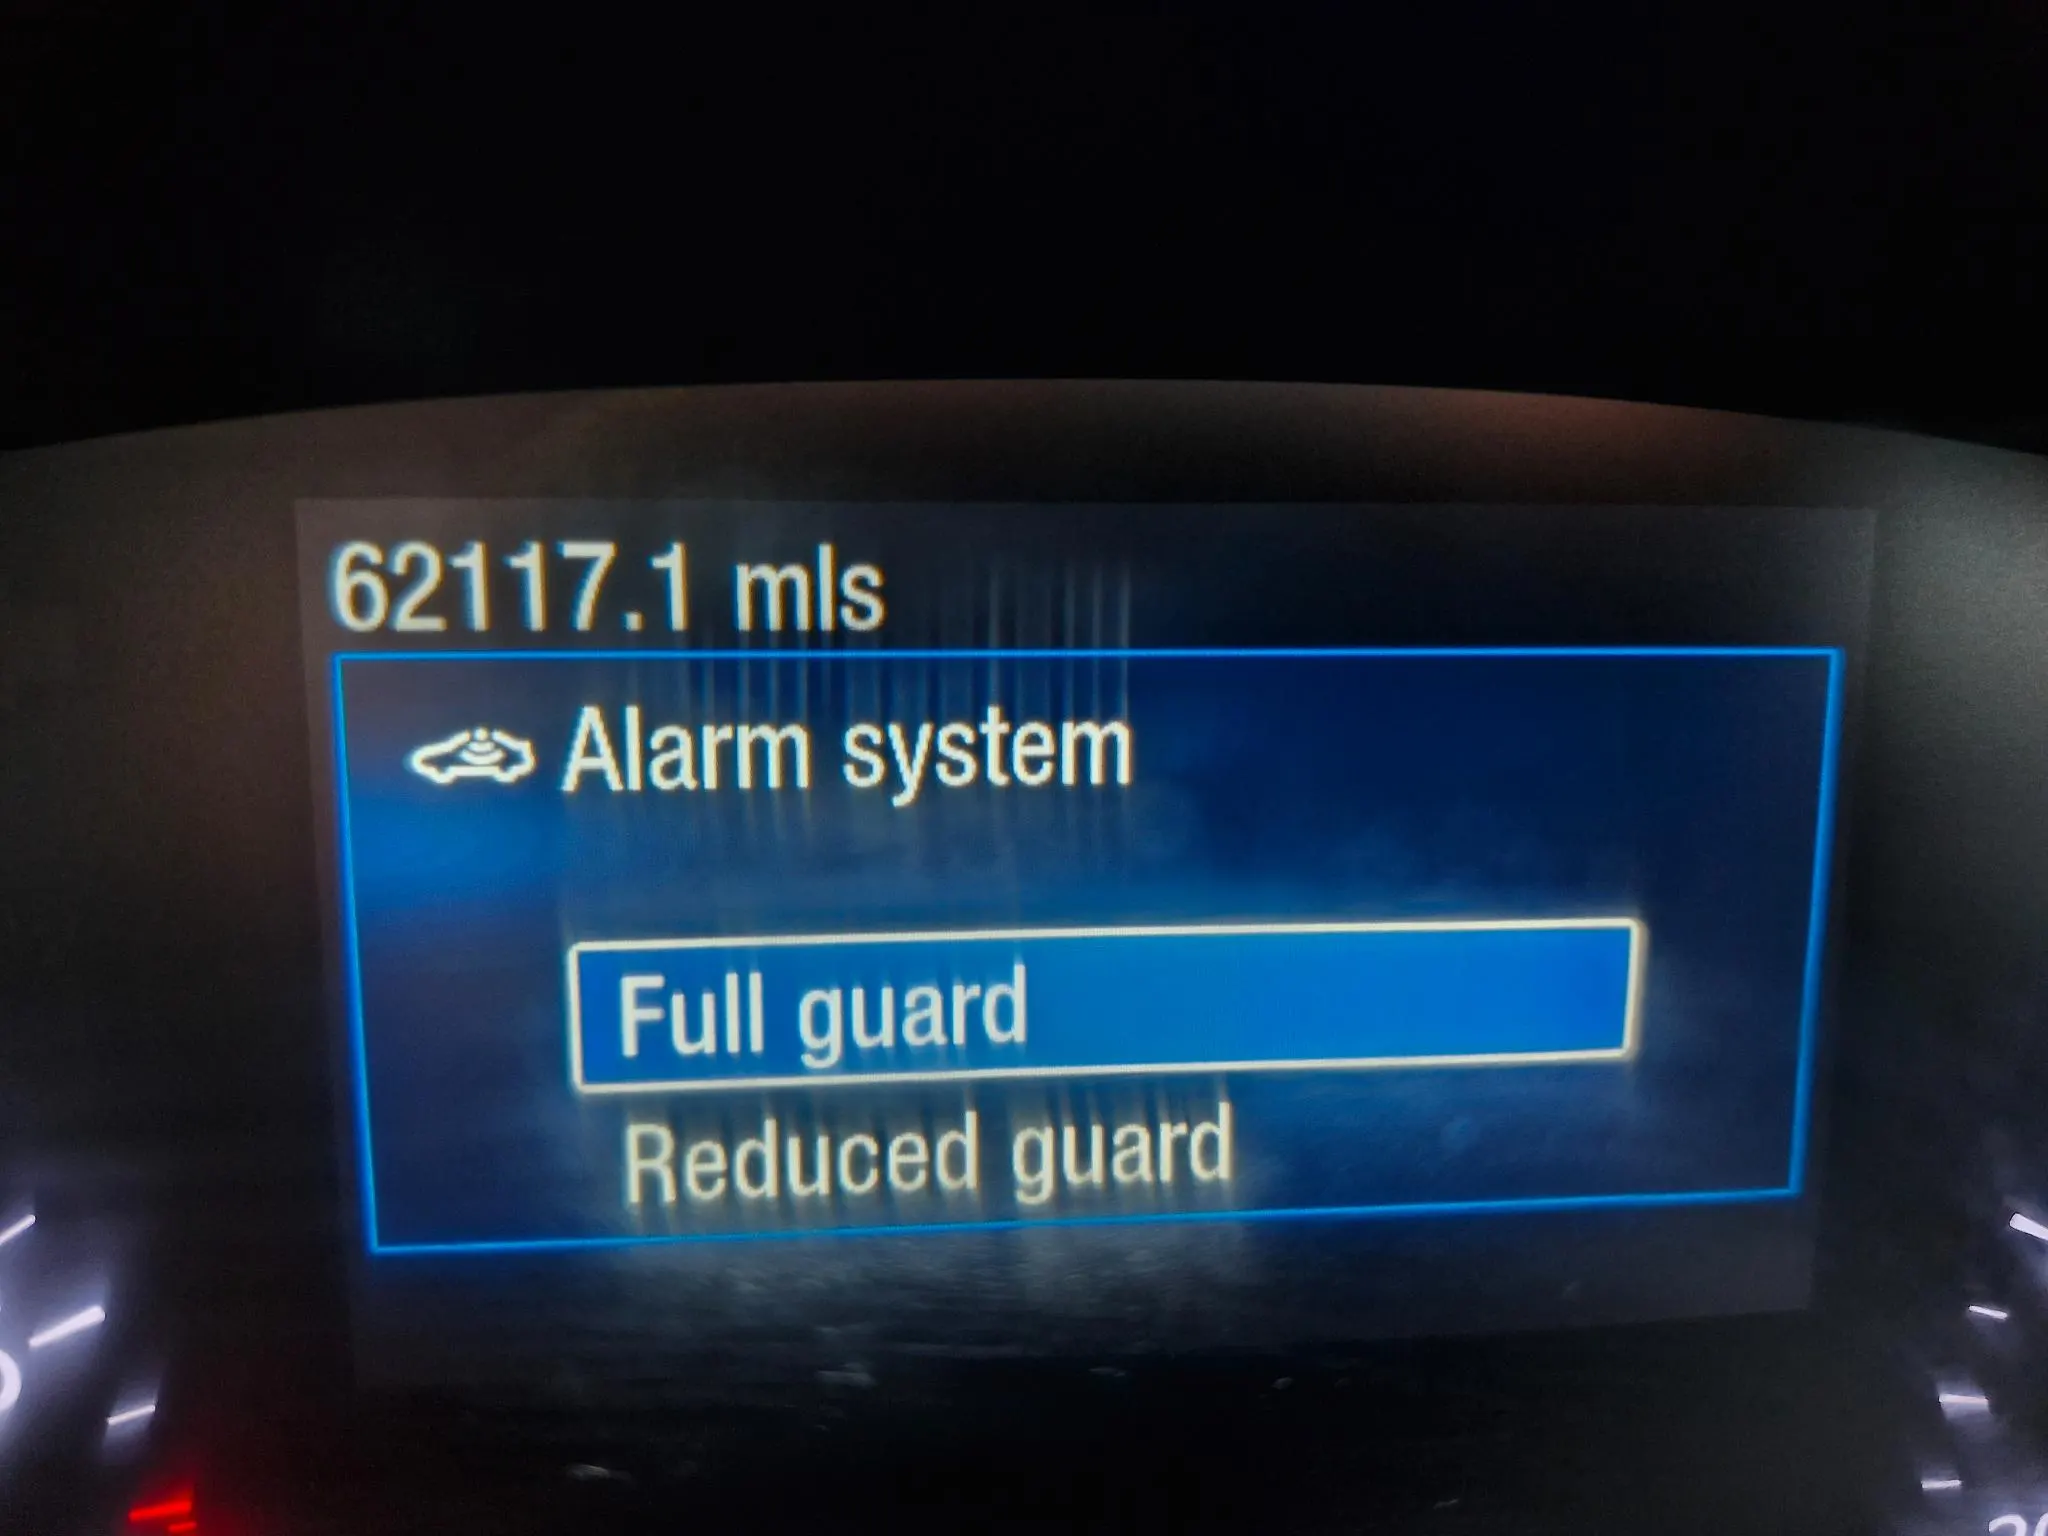 62117.1 mls
Alarm system
Full guard
Reduced guard